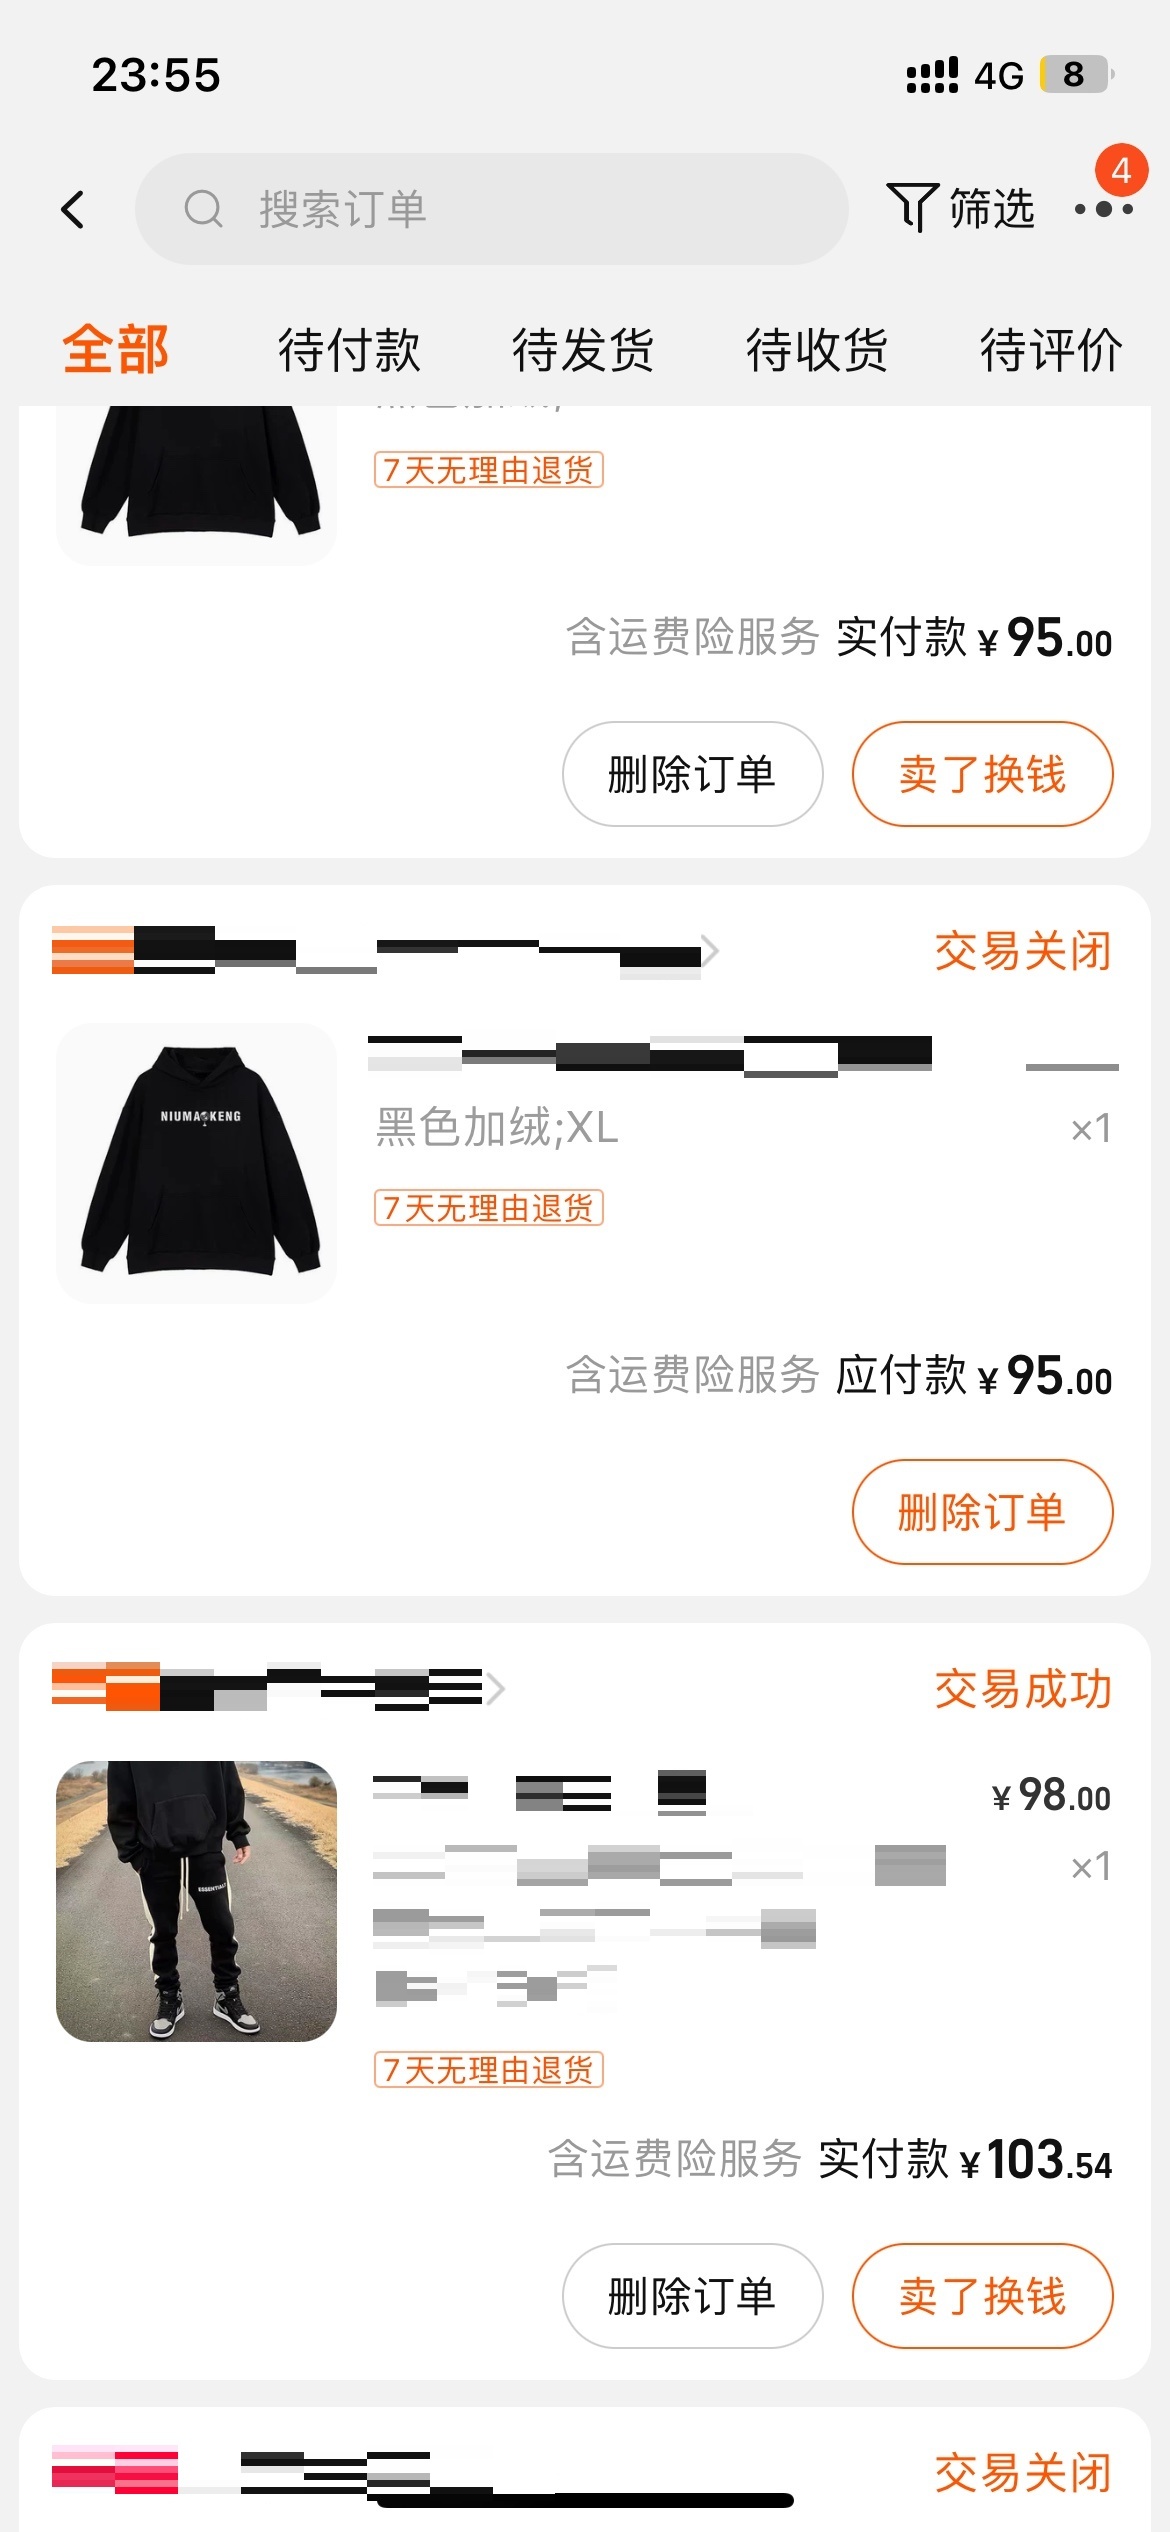 23:55
4G
8
搜索订单
筛选
4
全部
待付款
待发货
待收货
待评价
7天无理由退货
含运费险服务 实付款 ¥95.00
删除订单
卖了换钱
交易关闭
NIUMA KENG
黑色加绒;XL
×1
7天无理由退货
含运费险服务 应付款 ¥95.00
删除订单
交易成功
ESSENTIALS
¥98.00
×1
7天无理由退货
含运费险服务 实付款 ¥103.54
删除订单
卖了换钱
交易关闭